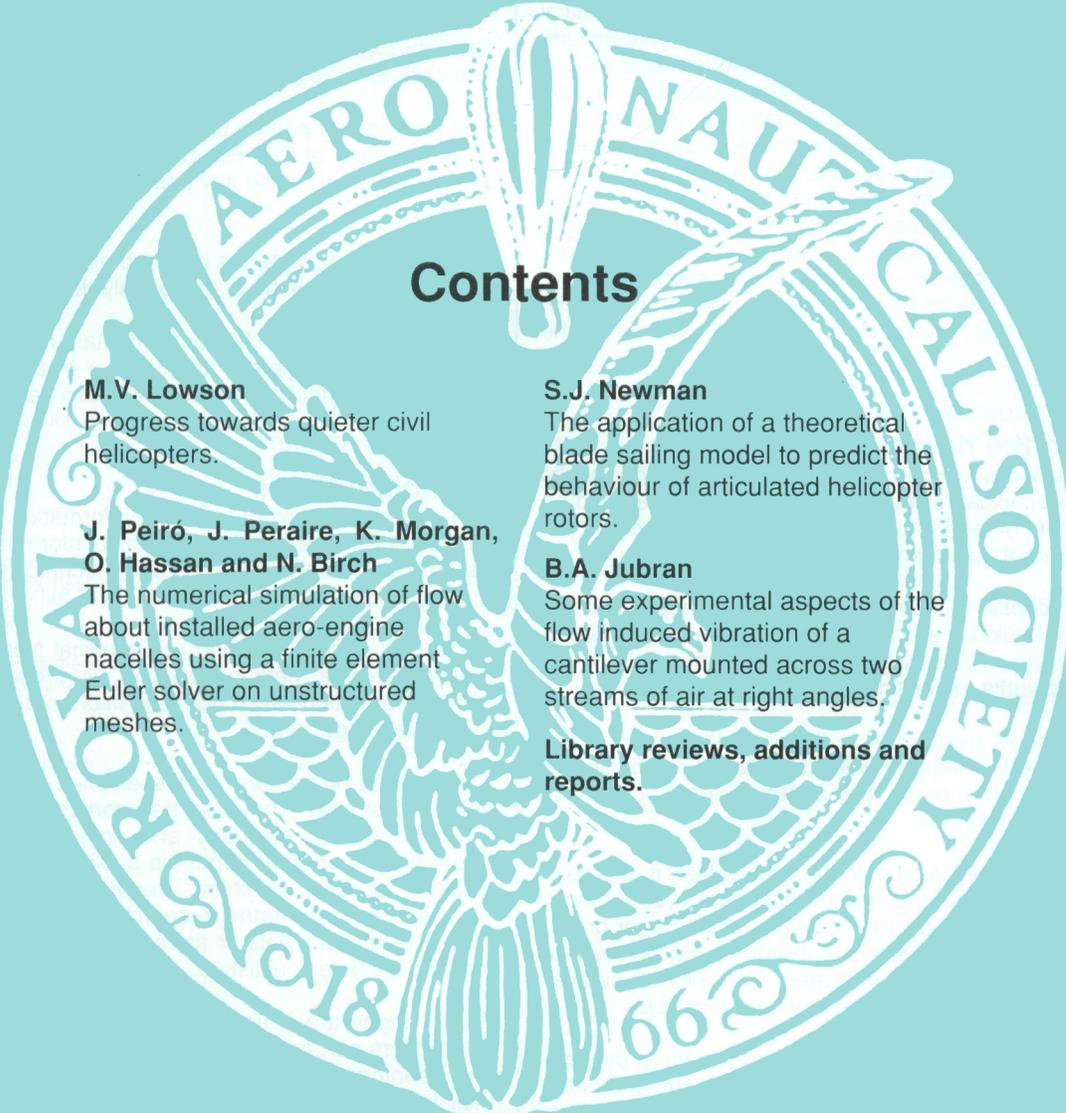 ROYAL AERONAUTICAL·SOCIETY
1866
Contents
M.V. Lowson
Progress towards quieter civil
helicopters.
J. Peiró, J. Peraire, K. Morgan,
O. Hassan and N. Birch
The numerical simulation of flow
about installed aero-engine
nacelles using a finite element
Euler solver on unstructured
meshes.
S.J. Newman
The application of a theoretical
blade sailing model to predict the
behaviour of articulated helicopter
rotors.
B.A. Jubran
Some experimental aspects of the
flow induced vibration of a
cantilever mounted across two
streams of air at right angles.
Library reviews, additions and
reports.